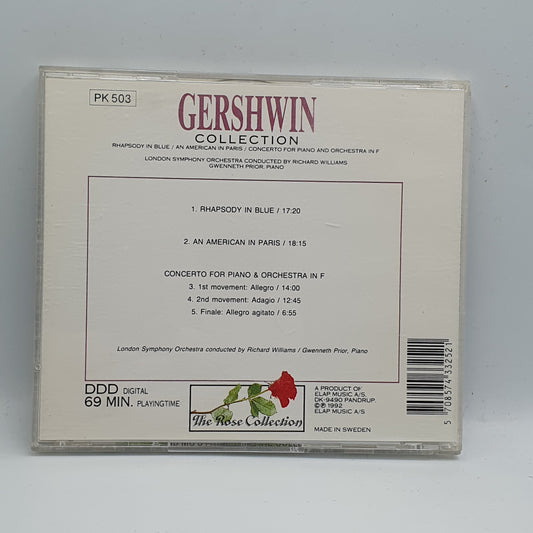 PK 503
GERSHWIN
COLLECTION
RHAPSODY IN BLUE / AN AMERICAN IN PARIS / CONCERTO FOR PIANO AND ORCHESTRA IN F
LONDON SYMPHONY ORCHESTRA CONDUCTED BY RICHARD WILLIAMS
GWENNETH PRIOR, PIANO
1. RHAPSODY IN BLUE / 17:20
2. AN AMERICAN IN PARIS / 18:15
CONCERTO FOR PIANO & ORCHESTRA IN F
3. 1st movement: Allegro / 14:00
4. 2nd movement: Adagio / 12:45
5. Finale: Allegro agitato / 6:55
London Symphony Orchestra conducted by Richard Williams / Gwenneth Prior, Piano
DDD DIGITAL
69 MIN. PLAYINGTIME
The Rose Collection
A PRODUCT OF
ELAP MUSIC A/S.
DK-9490 PANDRUP.
©℗ 1992
ELAP MUSIC A/S
MADE IN SWEDEN
5 708574 332521